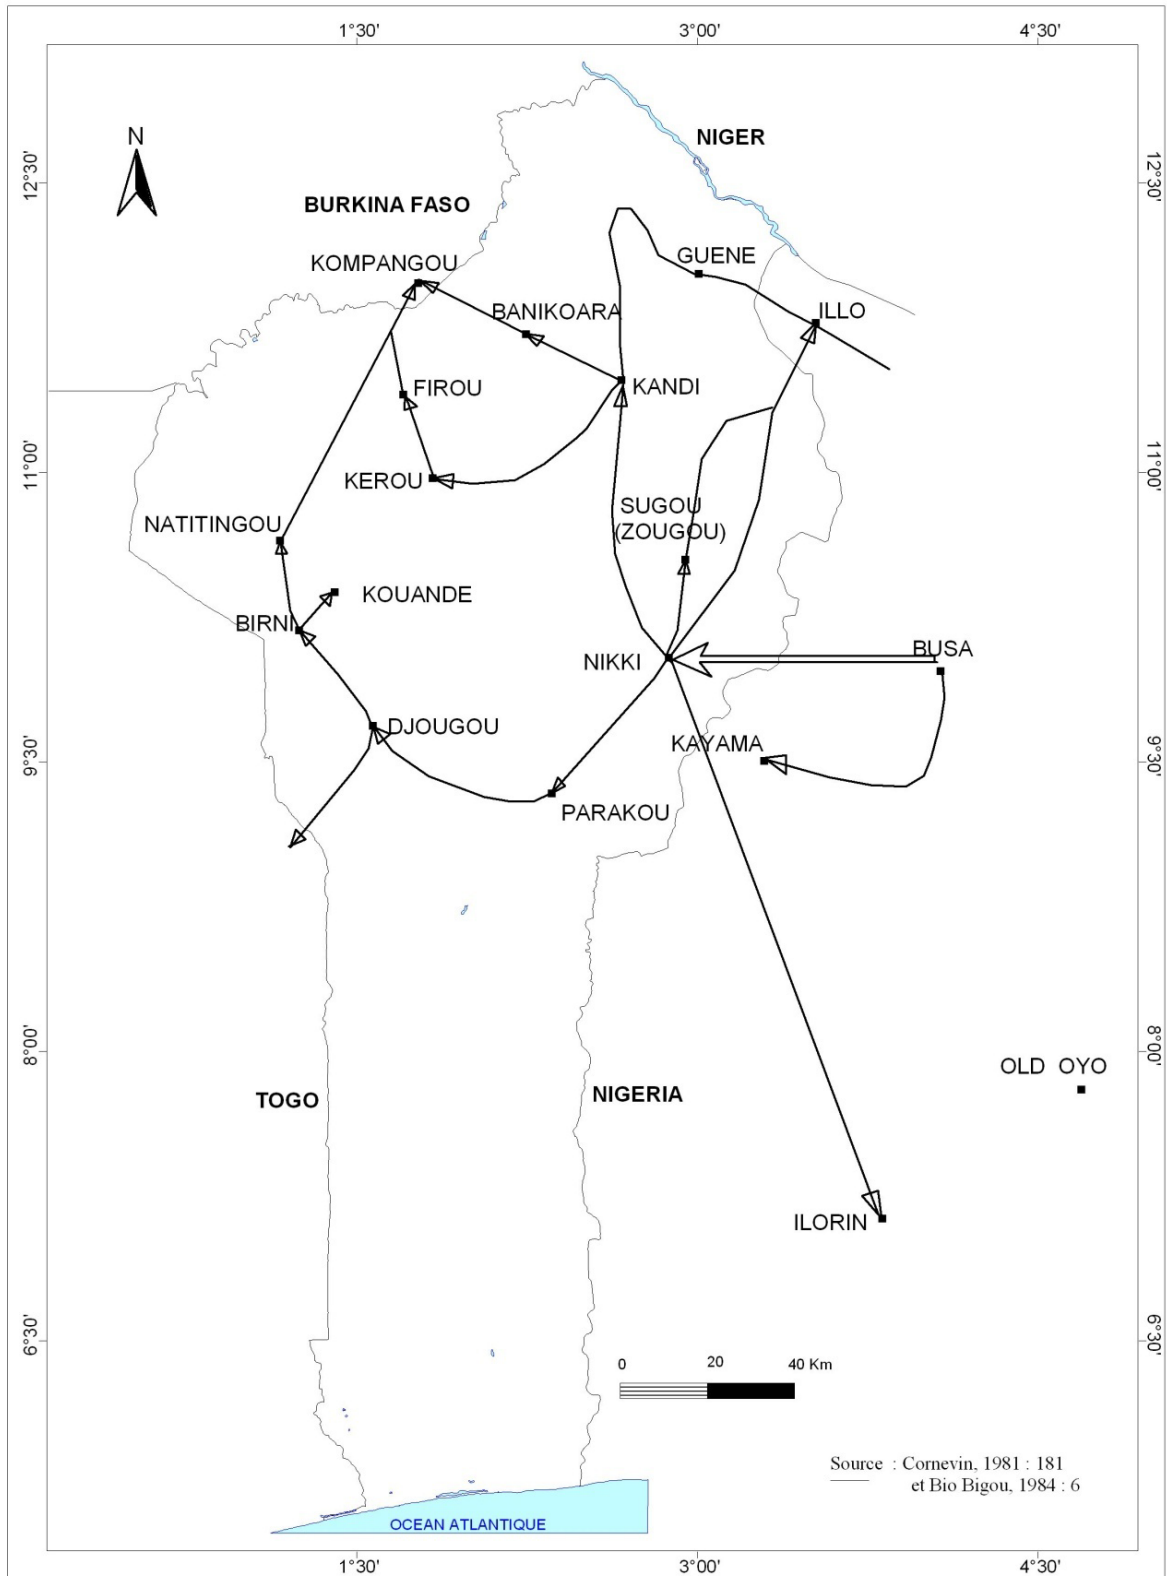 1°30'
3°00'
4°30'
N
NIGER
12°30'
12°30'
BURKINA FASO
KOMPANGOU
GUENE
BANIKOARA
ILLO
FIROU
KANDI
11°00'
11°00'
KEROU
SUGOU
(ZOUGOU)
NATITINGOU
KOUANDE
BIRNI
NIKKI
BUSA
DJOUGOU
KAYAMA
9°30'
9°30'
PARAKOU
8°00'
8°00'
OLD OYO
TOGO
NIGERIA
ILORIN
6°30'
6°30'
0 20 40 Km
Source : Cornevin, 1981 : 181
et Bio Bigou, 1984 : 6
OCEAN ATLANTIQUE
1°30'
3°00'
4°30'